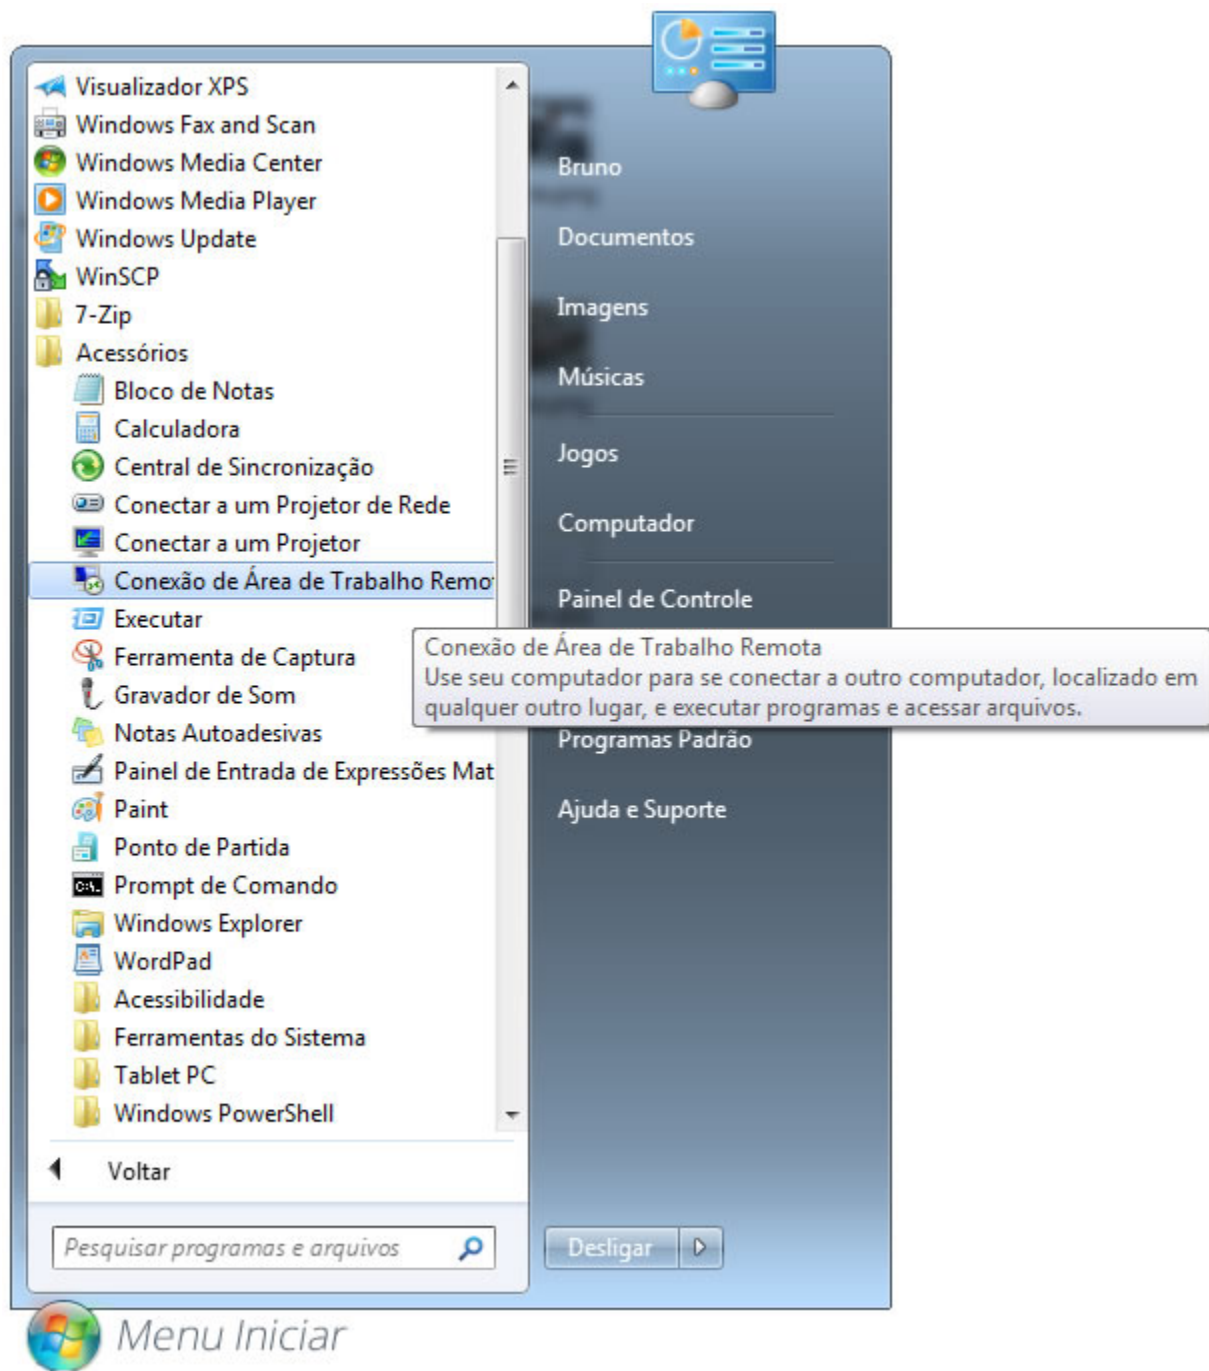 Visualizador XPS
Windows Fax and Scan
Windows Media Center
Windows Media Player
Windows Update
WinSCP
7-Zip
Acessórios
Bloco de Notas
Calculadora
Central de Sincronização
Conectar a um Projetor de Rede
Conectar a um Projetor
Conexão de Área de Trabalho Remo
Executar
Ferramenta de Captura
Gravador de Som
Notas Autoadesivas
Painel de Entrada de Expressões Mat
Paint
Ponto de Partida
Prompt de Comando
Windows Explorer
WordPad
Acessibilidade
Ferramentas do Sistema
Tablet PC
Windows PowerShell
Voltar
Pesquisar programas e arquivos
Bruno
Documentos
Imagens
Músicas
Jogos
Computador
Painel de Controle
Conexão de Área de Trabalho Remota
Use seu computador para se conectar a outro computador, localizado em
qualquer outro lugar, e executar programas e acessar arquivos.
Programas Padrão
Ajuda e Suporte
Desligar
Menu Iniciar